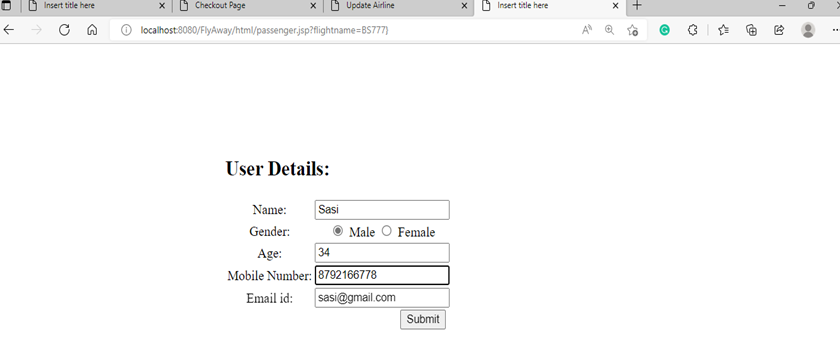 Insert title here
Checkout Page
Update Airline
Insert title here
localhost:8080/FlyAway/html/passenger.jsp?flightname=BS777}
User Details:
Name: Sasi
Gender: Male Female
Age: 34
Mobile Number: 8792166778
Email id: sasi@gmail.com
Submit